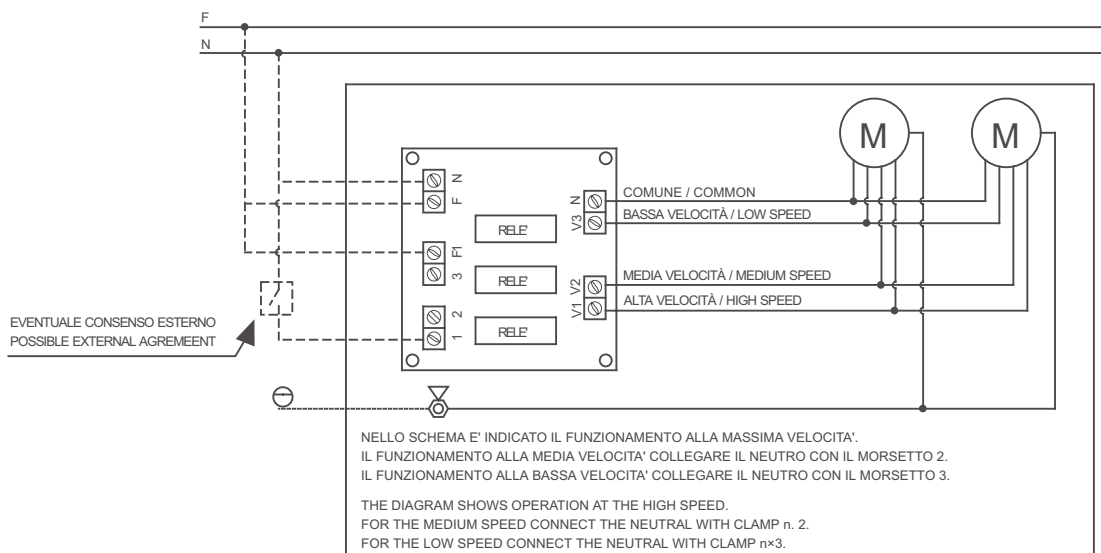 F
N
M
M
N
F
F1
3
2
1
RELE'
RELE'
RELE'
N
V3
V2
V1
COMUNE / COMMON
BASSA VELOCITÀ / LOW SPEED
MEDIA VELOCITÀ / MEDIUM SPEED
ALTA VELOCITÀ / HIGH SPEED
EVENTUALE CONSENSO ESTERNO
POSSIBLE EXTERNAL AGREMEENT
NELLO SCHEMA E' INDICATO IL FUNZIONAMENTO ALLA MASSIMA VELOCITA'.
IL FUNZIONAMENTO ALLA MEDIA VELOCITA' COLLEGARE IL NEUTRO CON IL MORSETTO 2.
IL FUNZIONAMENTO ALLA BASSA VELOCITA' COLLEGARE IL NEUTRO CON IL MORSETTO 3.
THE DIAGRAM SHOWS OPERATION AT THE HIGH SPEED.
FOR THE MEDIUM SPEED CONNECT THE NEUTRAL WITH CLAMP n. 2.
FOR THE LOW SPEED CONNECT THE NEUTRAL WITH CLAMP n×3.